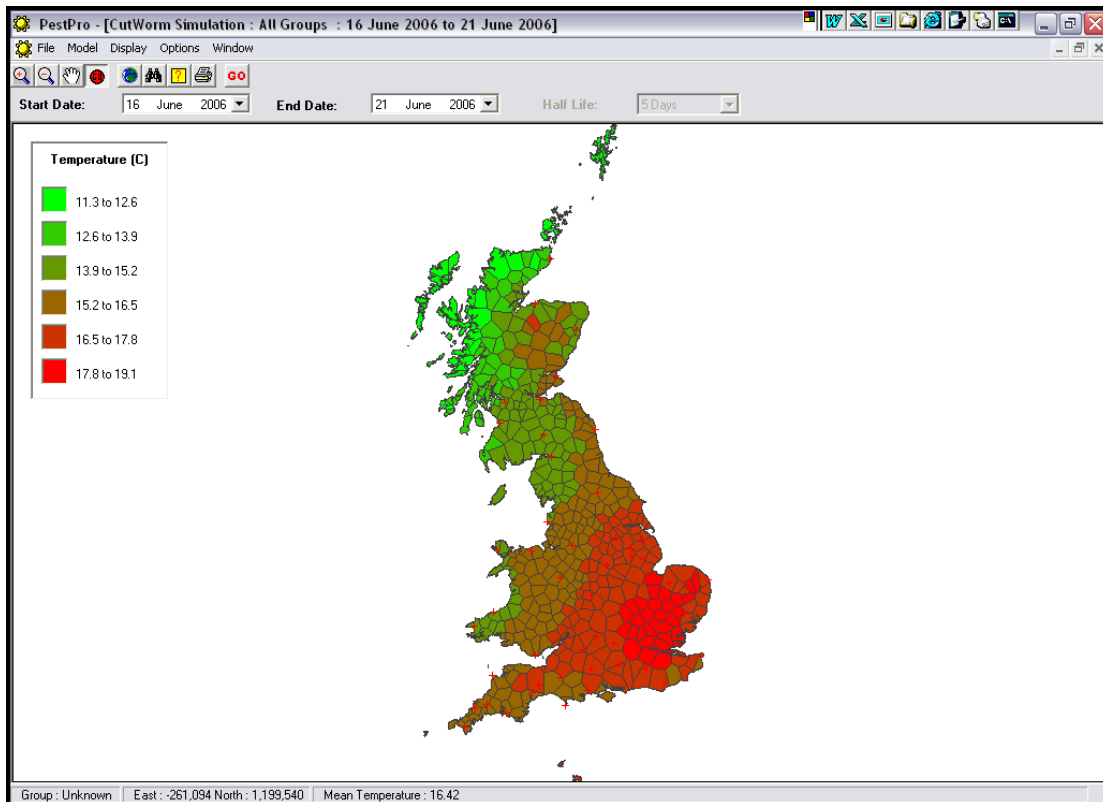 PestPro - [CutWorm Simulation : All Groups : 16 June 2006 to 21 June 2006]
File Model Display Options Window
GO
Start Date: 16 June 2006 End Date: 21 June 2006 Half Life: 5 Days
Temperature (C)
11.3 to 12.6
12.6 to 13.9
13.9 to 15.2
15.2 to 16.5
16.5 to 17.8
17.8 to 19.1
Group : Unknown East : -261,094 North : 1,199,540 Mean Temperature : 16.42